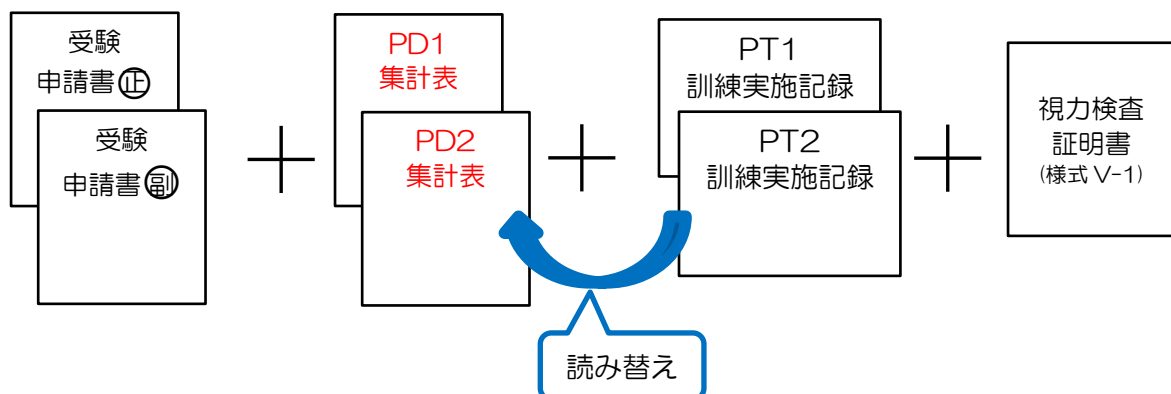 受験
申請書㊣
受験
申請書副
PD1
集計表
PD2
集計表
PT1
訓練実施記録
PT2
訓練実施記録
視力検査
証明書
(様式 V-1)
読み替え